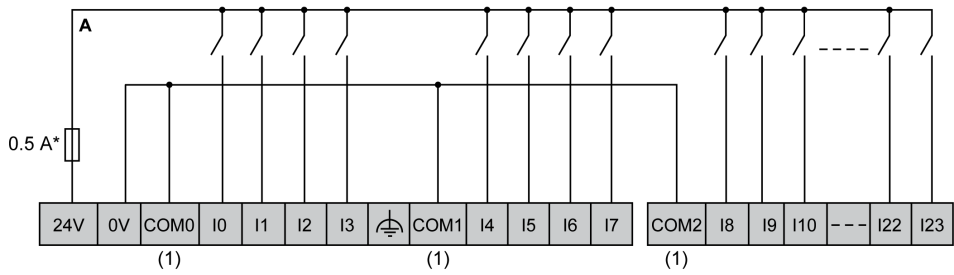 A
0.5 A*
24V 0V COM0 I0 I1 I2 I3 COM1 I4 I5 I6 I7 COM2 I8 I9 I10 I22 I23
(1) (1) (1)